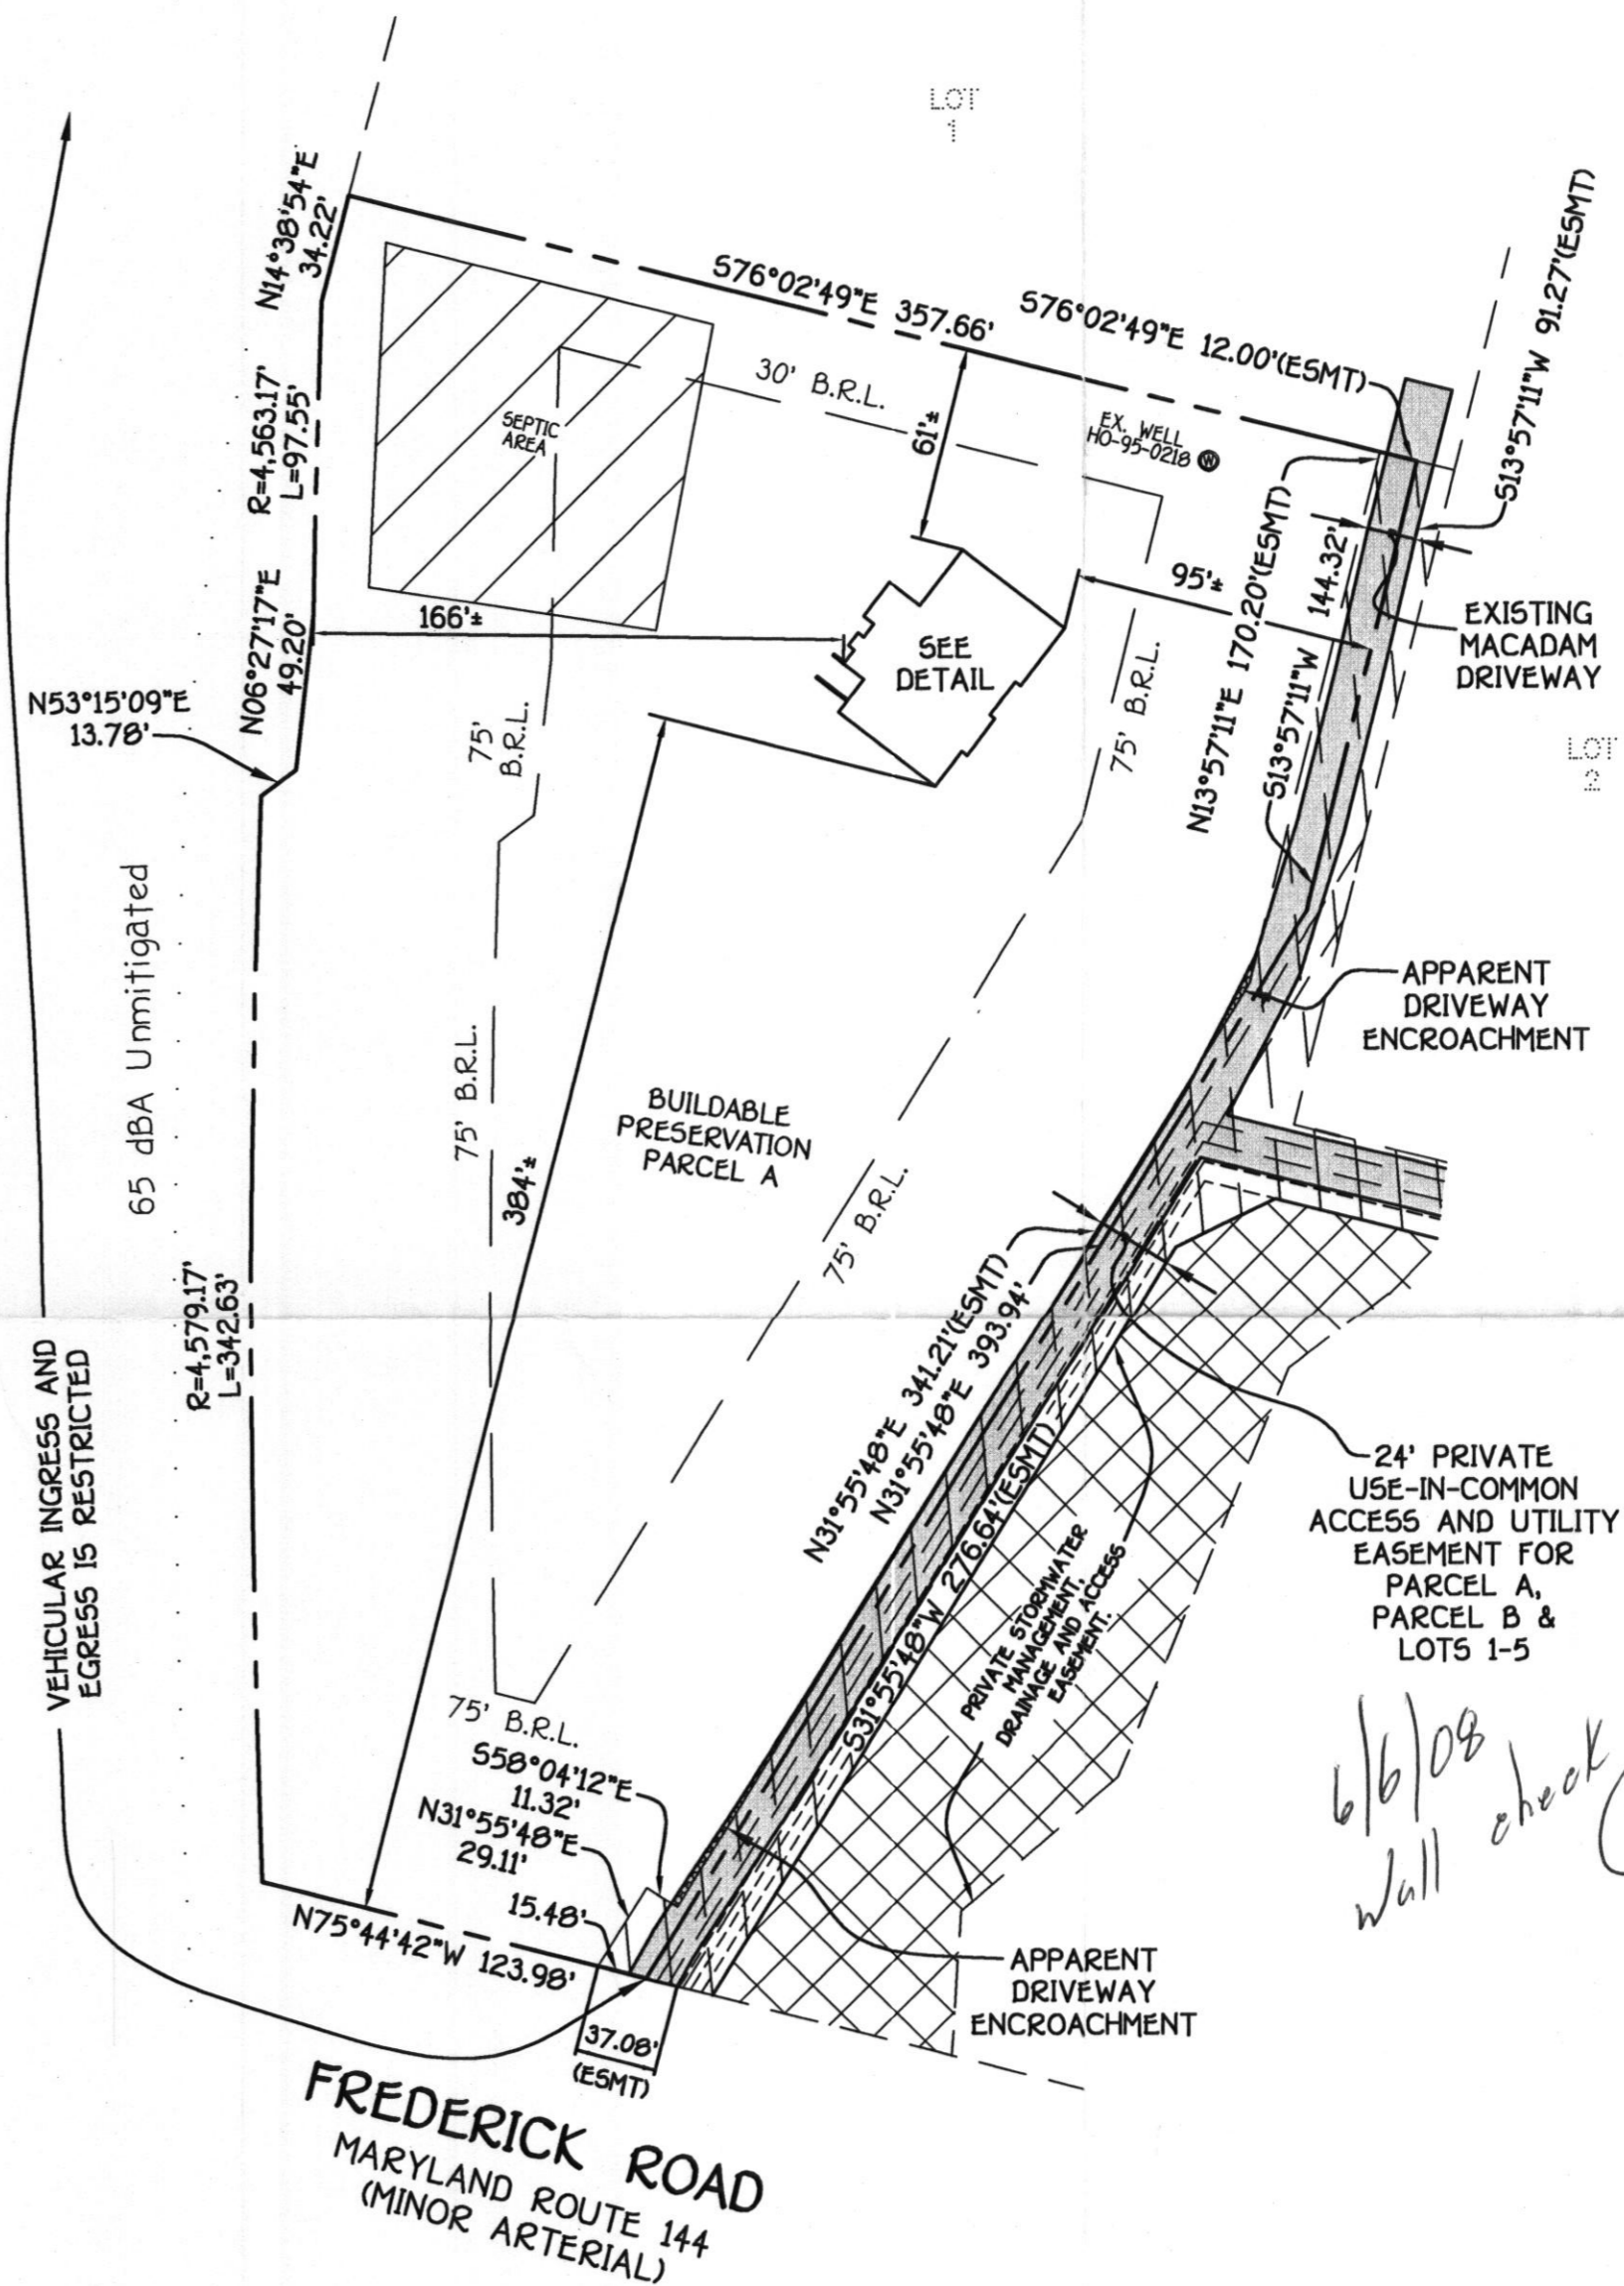 LOT
1
N14°38'54"E
34.22'
S76°02'49"E 357.66'
S76°02'49"E 12.00'(ESMT)
S13°57'11"W 91.27'(ESMT)
R=4,563.17'
L=97.55'
30' B.R.L.
61'±
EX. WELL
HO-95-0218
W
SEPTIC
AREA
N06°27'17"E
49.20'
166'±
95'±
N13°57'11"E 170.20'(ESMT)
S13°57'11"W 144.32'
SEE
DETAIL
EXISTING
MACADAM
DRIVEWAY
N53°15'09"E
13.78'
75'
B.R.L.
75' B.R.L.
LOT
2
65 dBA Unmitigated
APPARENT
DRIVEWAY
ENCROACHMENT
75' B.R.L.
384'±
BUILDABLE
PRESERVATION
PARCEL A
75' B.R.L.
R=4,579.17'
L=342.63'
N31°55'48"E 341.21'(ESMT)
N31°55'48"E 393.94'
S31°55'48"W 276.64'(ESMT)
VEHICULAR INGRESS AND
EGRESS IS RESTRICTED
PRIVATE STORMWATER
MANAGEMENT,
DRAINAGE AND ACCESS
EASEMENT.
24' PRIVATE
USE-IN-COMMON
ACCESS AND UTILITY
EASEMENT FOR
PARCEL A,
PARCEL B &
LOTS 1-5
75' B.R.L.
S58°04'12"E
11.32'
N31°55'48"E
29.11'
15.48'
6/6/08
Wall check
N75°44'42"W 123.98'
APPARENT
DRIVEWAY
ENCROACHMENT
37.08'
(ESMT)
FREDERICK ROAD
MARYLAND ROUTE 144
(MINOR ARTERIAL)